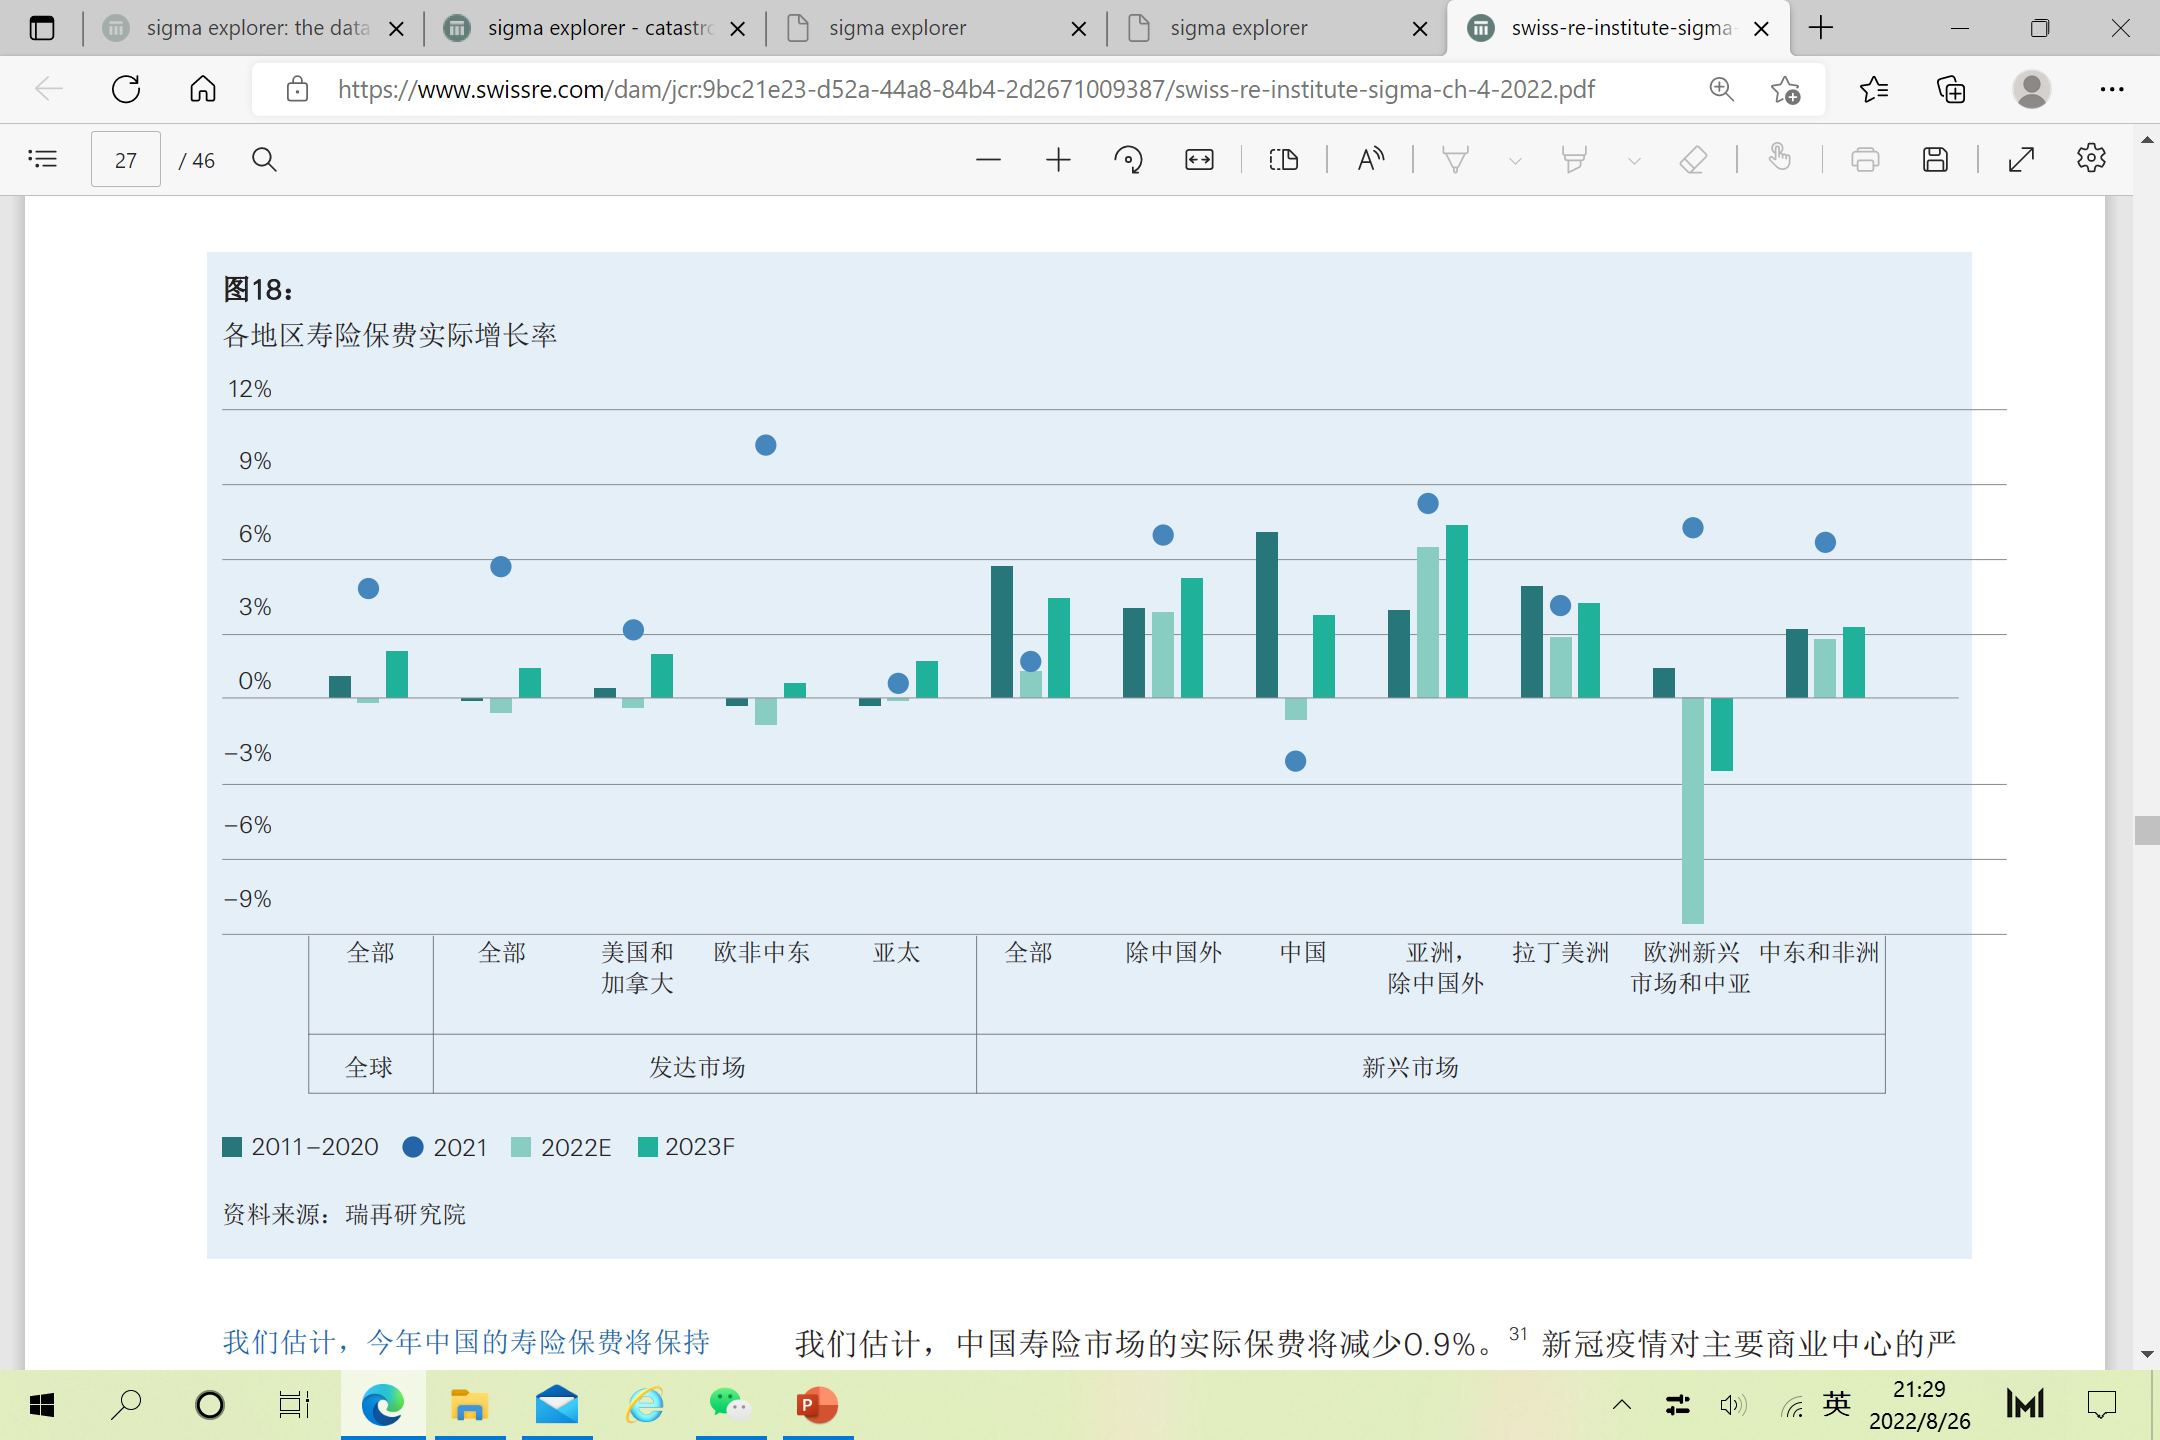 sigma explorer: the data
sigma explorer - catastro
sigma explorer
sigma explorer
swiss-re-institute-sigma-
https://www.swissre.com/dam/jcr:9bc21e23-d52a-44a8-84b4-2d2671009387/swiss-re-institute-sigma-ch-4-2022.pdf
27 / 46
图18：
各地区寿险保费实际增长率
12%
9%
6%
3%
0%
–3%
–6%
–9%
全部
全部
美国和
加拿大
欧非中东
亚太
全部
除中国外
中国
亚洲，
除中国外
拉丁美洲
欧洲新兴
市场和中亚
中东和非洲
全球
发达市场
新兴市场
2011–2020 2021 2022E 2023F
资料来源：瑞再研究院
我们估计，今年中国的寿险保费将保持
我们估计，中国寿险市场的实际保费将减少0.9%。31 新冠疫情对主要商业中心的严
英
21:29
2022/8/26